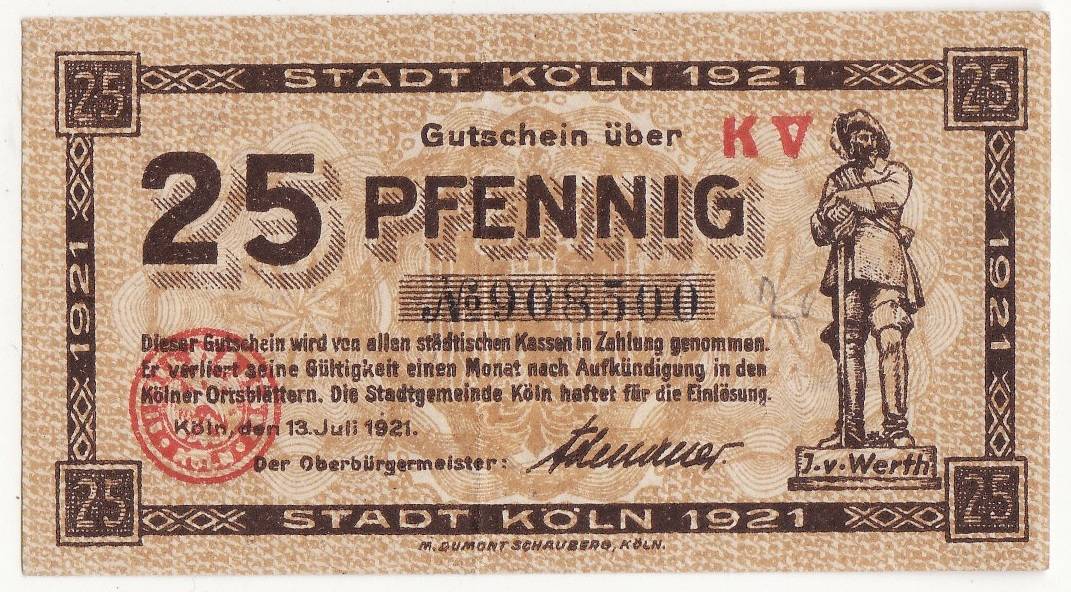 25 STADT KÖLN 1921 25
Gutschein über KV
25 PFENNIG
№908500
Dieser Gutschein wird von allen städtischen Kassen in Zahlung genommen.
Er verliert seine Gültigkeit einen Monat nach Aufkündigung in den
Kölner Ortsblättern. Die Stadtgemeinde Köln haftet für die Einlösung.
Köln, den 13. Juli 1921.
Der Oberbürgermeister: Adenauer.
J.v.Werth
1921
1921
25 STADT KÖLN 1921 25
M. DUMONT SCHAUBERG, KÖLN.